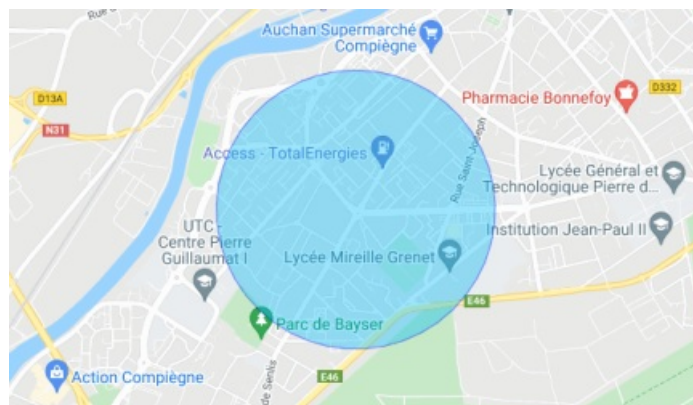 Rue S
Auchan Supermarché
Compiègne
D13A
D332
Pharmacie Bonnefoy
N31
Access - TotalEnergies
Rue Saint-Joseph
Lycée Général et
Technologique Pierre d...
UTC -
Centre Pierre
Guillaumat I
Institution Jean-Paul II
Lycée Mireille Grenet
E46
Parc de Bayser
Action Compiègne
de Senlis
E46